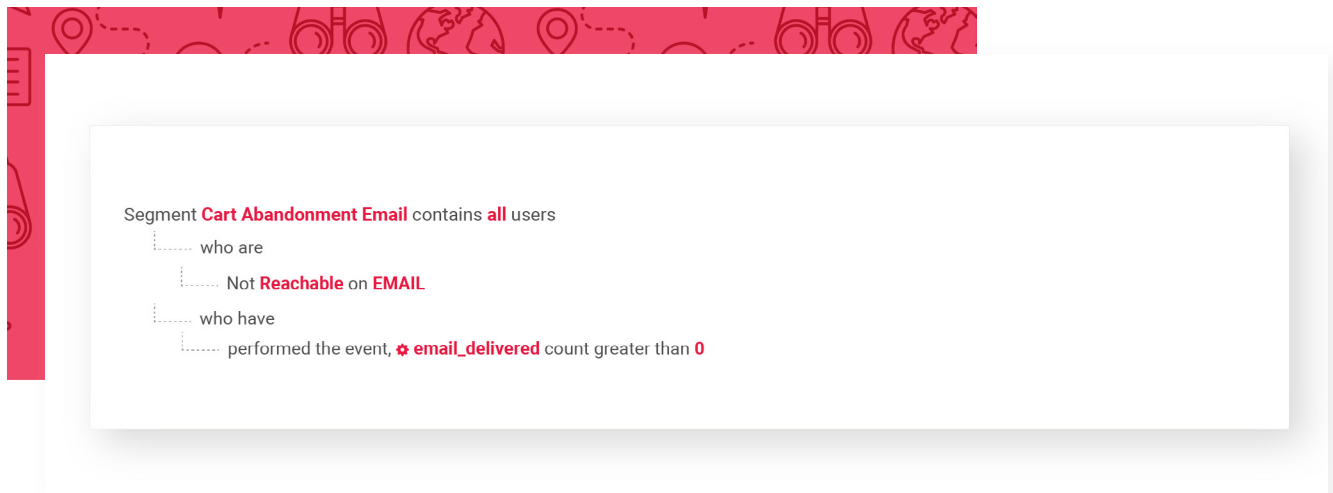 Segment Cart Abandonment Email contains all users
who are
Not Reachable on EMAIL
who have
performed the event, email_delivered count greater than 0